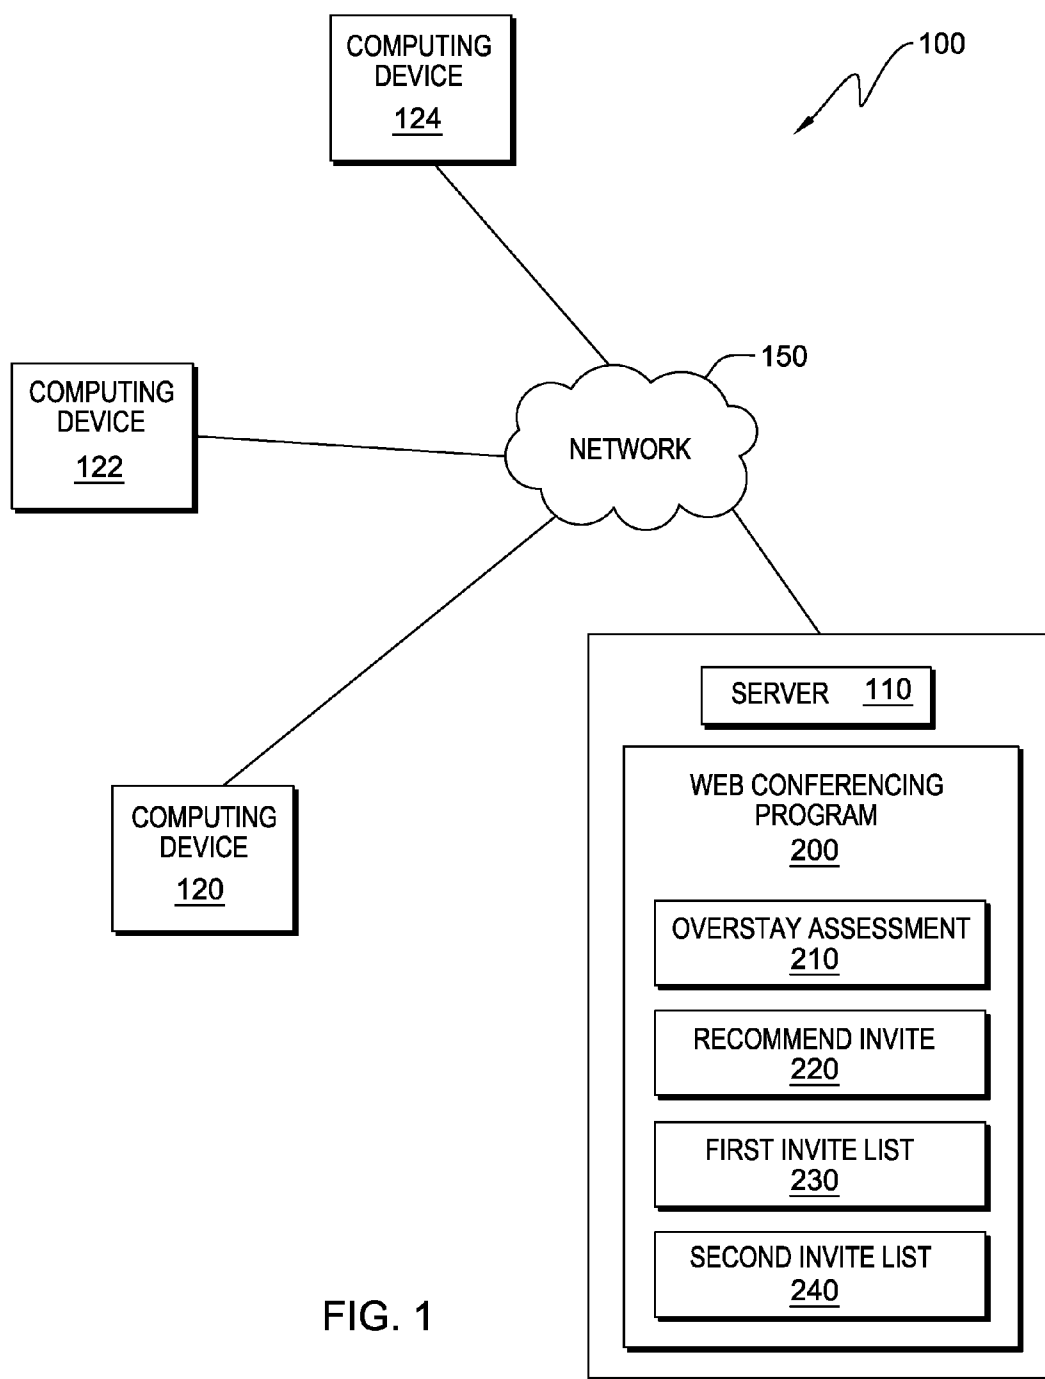 COMPUTING
DEVICE
124
100
150
COMPUTING
DEVICE
122
NETWORK
SERVER 110
WEB CONFERENCING
PROGRAM
200
COMPUTING
DEVICE
120
OVERSTAY ASSESSMENT
210
RECOMMEND INVITE
220
FIRST INVITE LIST
230
SECOND INVITE LIST
240
FIG. 1